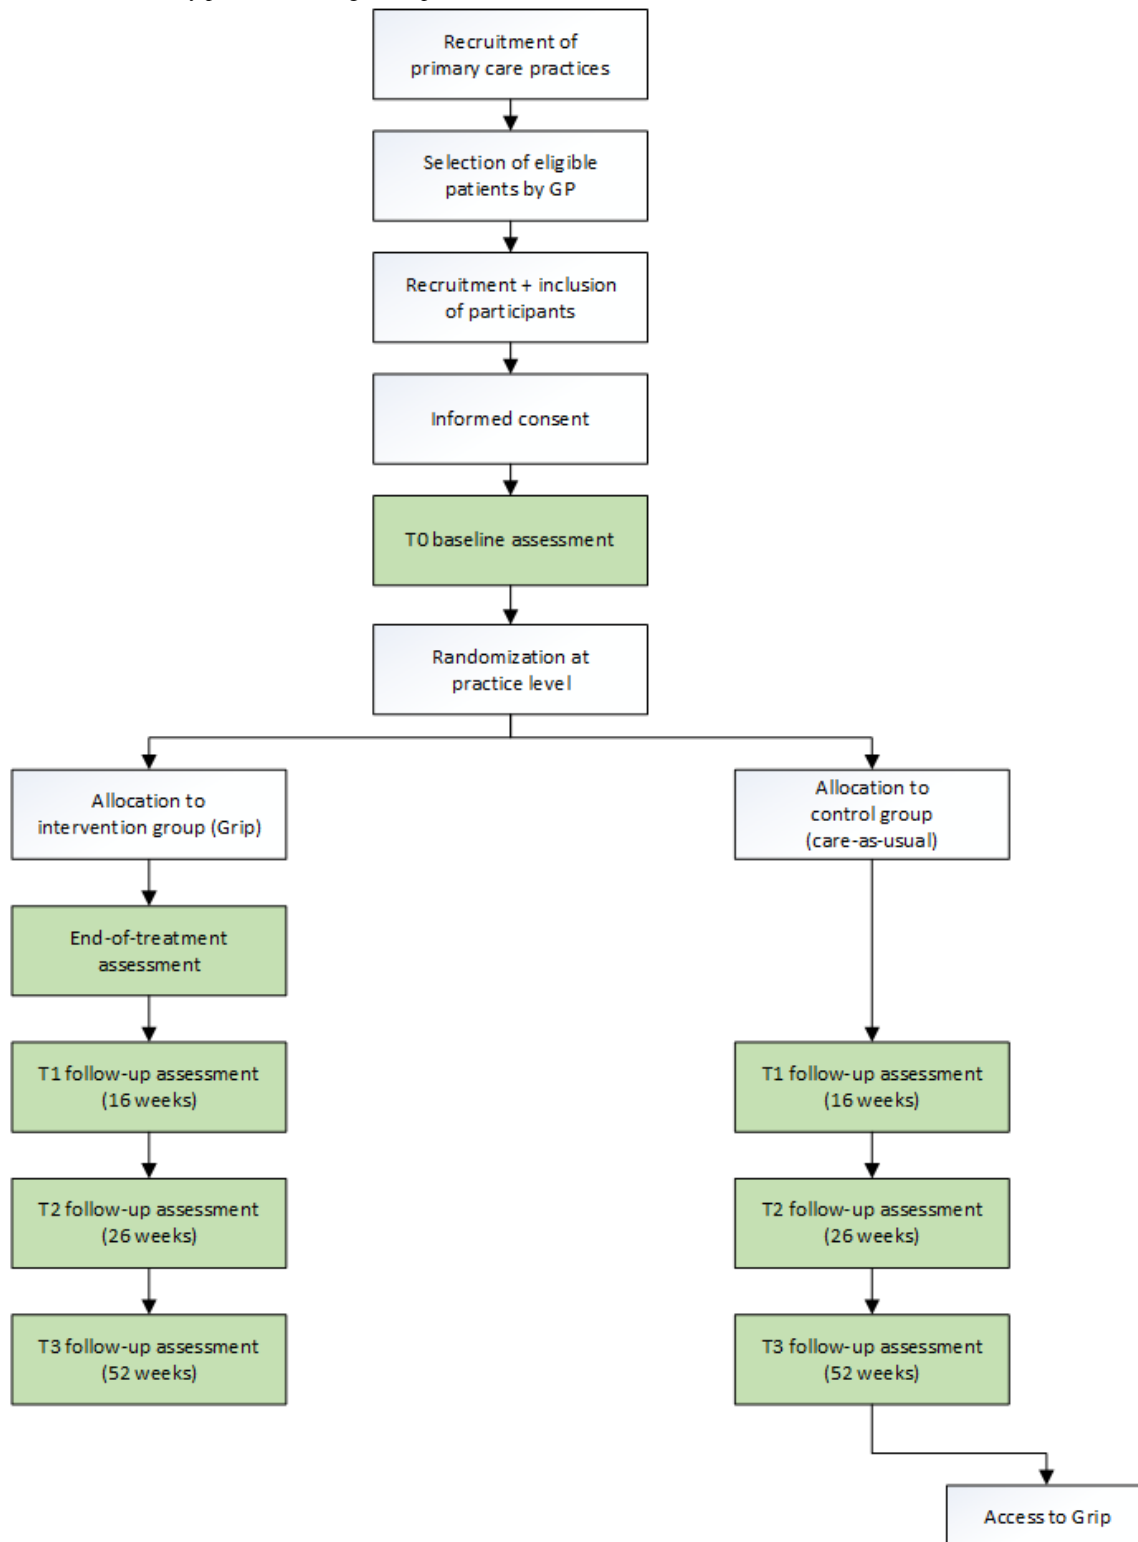 Recruitment of
primary care practices
Selection of eligible
patients by GP
Recruitment + inclusion
of participants
Informed consent
T0 baseline assessment
Randomization at
practice level
Allocation to
intervention group (Grip)
Allocation to
control group
(care-as-usual)
End-of-treatment
assessment
T1 follow-up assessment
(16 weeks)
T1 follow-up assessment
(16 weeks)
T2 follow-up assessment
(26 weeks)
T2 follow-up assessment
(26 weeks)
T3 follow-up assessment
(52 weeks)
T3 follow-up assessment
(52 weeks)
Access to Grip